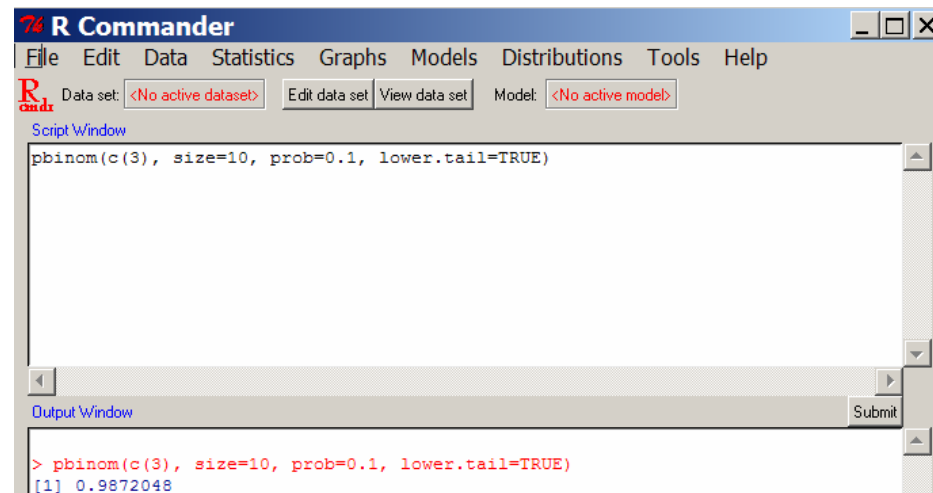 R Commander
File Edit Data Statistics Graphs Models Distributions Tools Help
R cmdr Data set: <No active dataset> Edit data set View data set Model: <No active model>
Script Window
pbinom(c(3), size=10, prob=0.1, lower.tail=TRUE)
Output Window Submit
> pbinom(c(3), size=10, prob=0.1, lower.tail=TRUE)
[1] 0.9872048